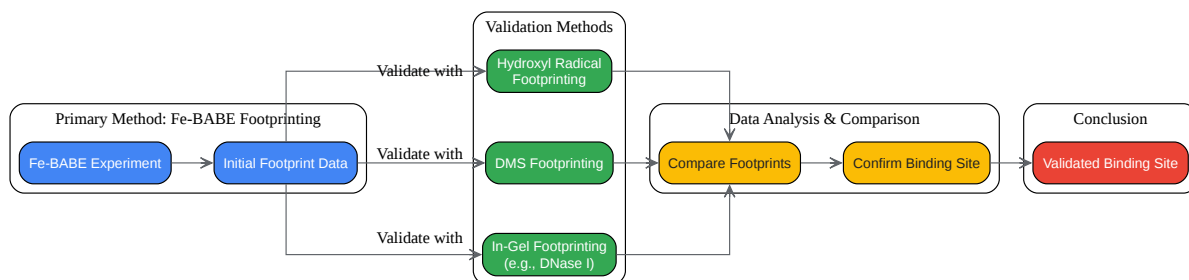 Primary Method: Fe-BABE Footprinting
Fe-BABE Experiment
Initial Footprint Data
Validate with
Validate with
Validate with
Validation Methods
Hydroxyl Radical
Footprinting
DMS Footprinting
In-Gel Footprinting
(e.g., DNase I)
Data Analysis & Comparison
Compare Footprints
Confirm Binding Site
Conclusion
Validated Binding Site